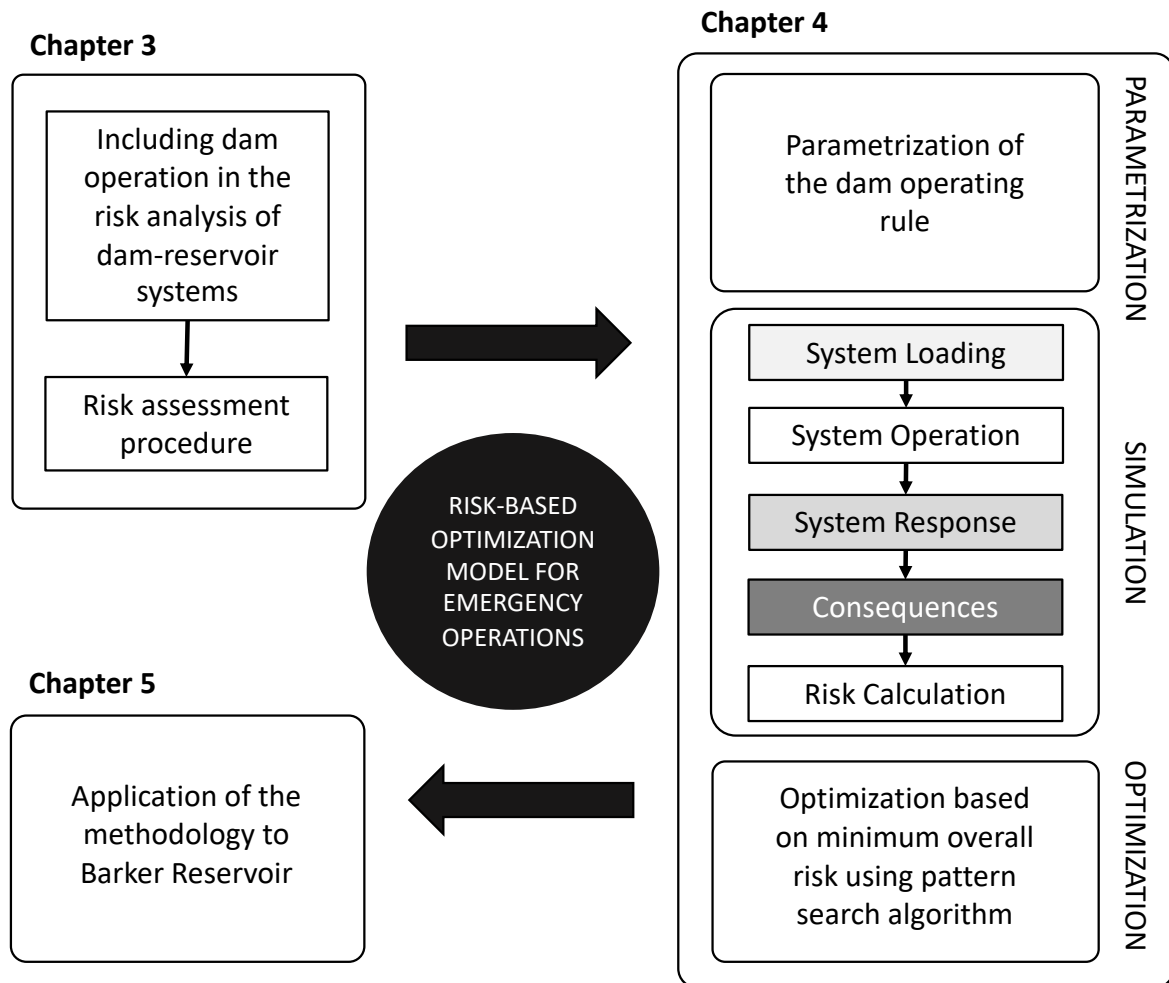 Chapter 3
Including dam
operation in the
risk analysis of
dam-reservoir
systems
Risk assessment
procedure
Chapter 4
Parametrization of
the dam operating
rule
PARAMETRIZATION
System Loading
System Operation
System Response
Consequences
Risk Calculation
SIMULATION
Optimization based
on minimum overall
risk using pattern
search algorithm
OPTIMIZATION
RISK-BASED
OPTIMIZATION
MODEL FOR
EMERGENCY
OPERATIONS
Chapter 5
Application of the
methodology to
Barker Reservoir